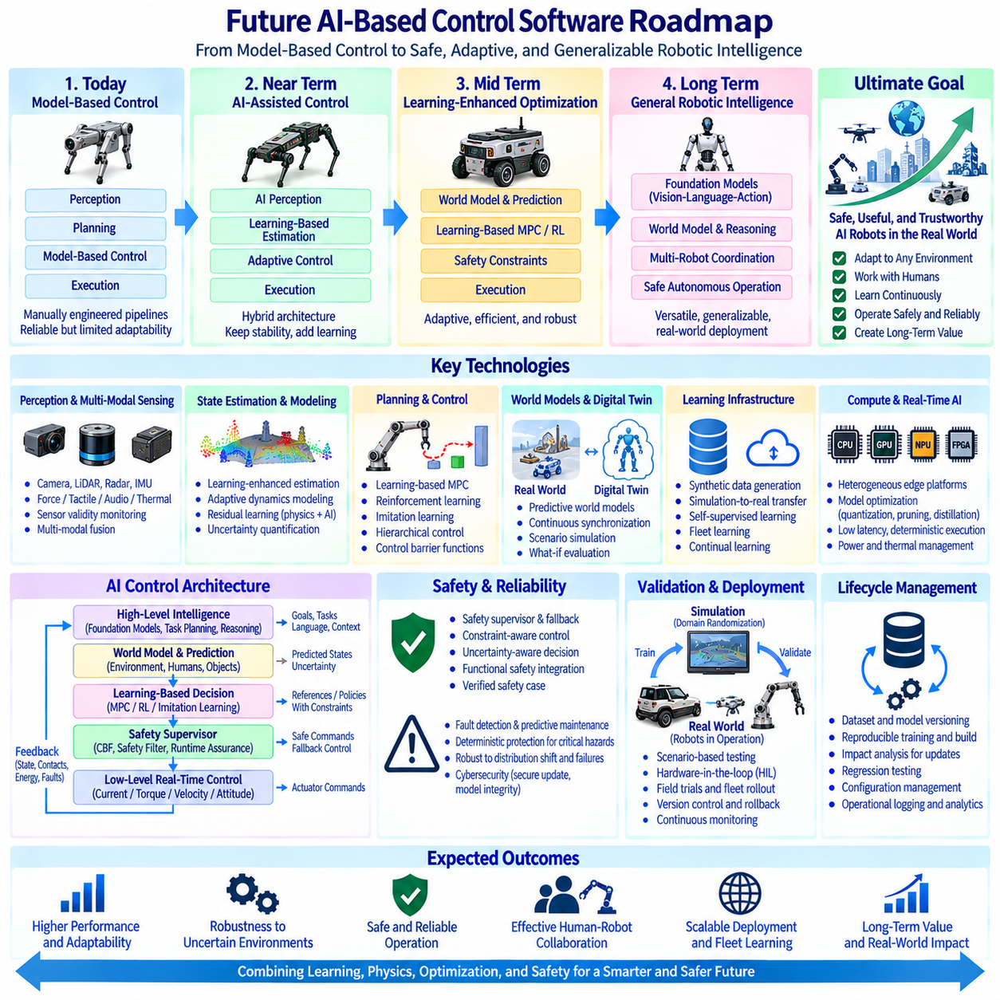 Future AI-Based Control Software Roadmap
From Model-Based Control to Safe, Adaptive, and Generalizable Robotic Intelligence
1. Today
Model-Based Control
Perception
Planning
Model-Based Control
Execution
Manually engineered pipelines
Reliable but limited adaptability
2. Near Term
AI-Assisted Control
AI Perception
Learning-Based
Estimation
Adaptive Control
Execution
Hybrid architecture
Keep stability, add learning
3. Mid Term
Learning-Enhanced Optimization
World Model & Prediction
Learning-Based MPC / RL
Safety Constraints
Execution
Adaptive, efficient, and robust
4. Long Term
General Robotic Intelligence
Foundation Models
(Vision-Language-Action)
World Model & Reasoning
Multi-Robot Coordination
Safe Autonomous Operation
Versatile, generalizable,
real-world deployment
Ultimate Goal
Safe, Useful, and Trustworthy
AI Robots in the Real World
Adapt to Any Environment
Work with Humans
Learn Continuously
Operate Safely and Reliably
Create Long-Term Value
Key Technologies
Perception & Multi-Modal Sensing
• Camera, LiDAR, Radar, IMU
• Force / Tactile / Audio / Thermal
• Sensor validity monitoring
• Multi-modal fusion
State Estimation & Modeling
• Learning-enhanced estimation
• Adaptive dynamics modeling
• Residual learning (physics + AI)
• Uncertainty quantification
Planning & Control
• Learning-based MPC
• Reinforcement learning
• Imitation learning
• Hierarchical control
• Control barrier functions
World Models & Digital Twin
Real World
Digital Twin
• Predictive world models
• Continuous synchronization
• Scenario simulation
• What-if evaluation
Learning Infrastructure
• Synthetic data generation
• Simulation-to-real transfer
• Self-supervised learning
• Fleet learning
• Continual learning
Compute & Real-Time AI
CPU
GPU
NPU
FPGA
• Heterogeneous edge platforms
• Model optimization
(quantization, pruning, distillation)
• Low latency, deterministic execution
• Power and thermal management
AI Control Architecture
High-Level Intelligence
(Foundation Models, Task Planning, Reasoning)
Goals, Tasks
Language, Context
World Model & Prediction
(Environment, Humans, Objects)
Predicted States
Uncertainty
Learning-Based Decision
(MPC / RL / Imitation Learning)
References / Policies
With Constraints
Safety Supervisor
(CBF, Safety Filter, Runtime Assurance)
Safe Commands
Fallback Control
Low-Level Real-Time Control
(Current / Torque / Velocity / Attitude)
Actuator Commands
Feedback
(State, Contacts,
Energy, Faults)
Safety & Reliability
• Safety supervisor & fallback
• Constraint-aware control
• Uncertainty-aware decision
• Functional safety integration
• Verified safety case
• Fault detection & predictive maintenance
• Deterministic protection for critical hazards
• Robust to distribution shift and failures
• Cybersecurity (secure update,
model integrity)
Validation & Deployment
Simulation
(Domain Randomization)
Train
Validate
Real World
(Robots in Operation)
• Scenario-based testing
• Hardware-in-the-loop (HIL)
• Field trials and fleet rollout
• Version control and rollback
• Continuous monitoring
Lifecycle Management
• Dataset and model versioning
• Reproducible training and build
• Impact analysis for updates
• Regression testing
• Configuration management
• Operational logging and analytics
Expected Outcomes
Higher Performance
and Adaptability
Robustness to
Uncertain Environments
Safe and Reliable
Operation
Effective Human-Robot
Collaboration
Scalable Deployment
and Fleet Learning
Long-Term Value
and Real-World Impact
Combining Learning, Physics, Optimization, and Safety for a Smarter and Safer Future